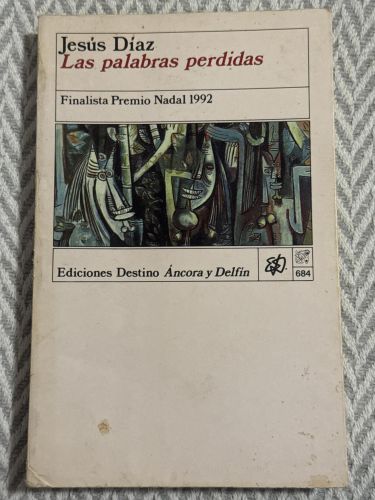 Jesús Díaz
Las palabras perdidas
Finalista Premio Nadal 1992
Ediciones Destino Áncora y Delfín
684